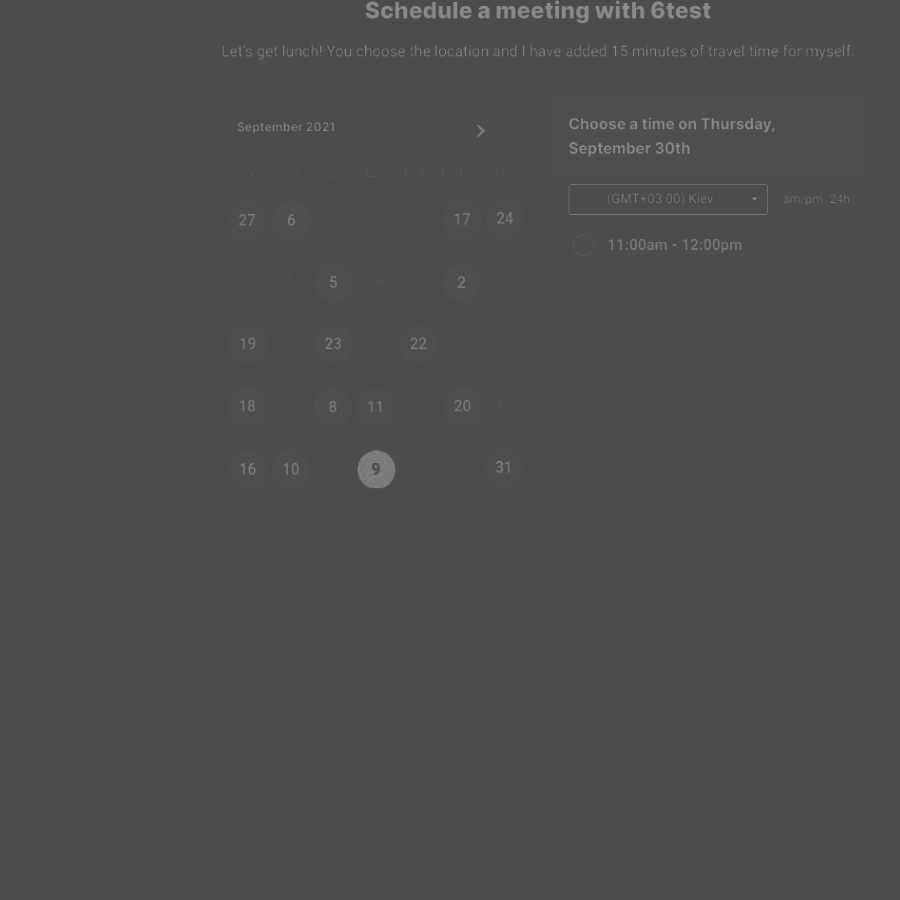 Schedule a meeting with 6test
Let's get lunch! You choose the location and I have added 15 minutes of travel time for myself.
September 2021
Choose a time on Thursday,
September 30th
(GMT+03:00) Kiev am/pm 24h
11:00am - 12:00pm
27 6 17 24
5 2
19 23 22
18 8 11 20
16 10 9 31